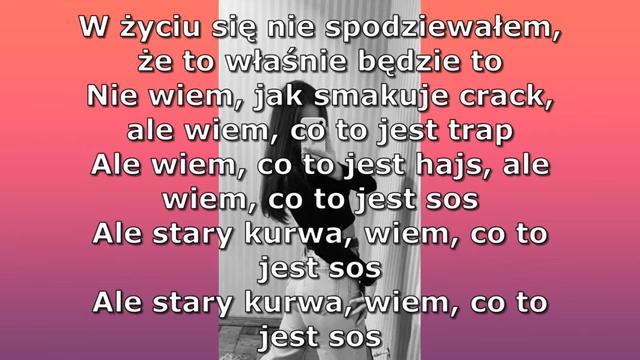 W życiu się nie spodziewałem,
że to właśnie będzie to
Nie wiem, jak smakuje crack,
ale wiem, co to jest trap
Ale wiem, co to jest hajs, ale
wiem, co to jest sos
Ale stary kurwa, wiem, co to
jest sos
Ale stary kurwa, wiem, co to
jest sos